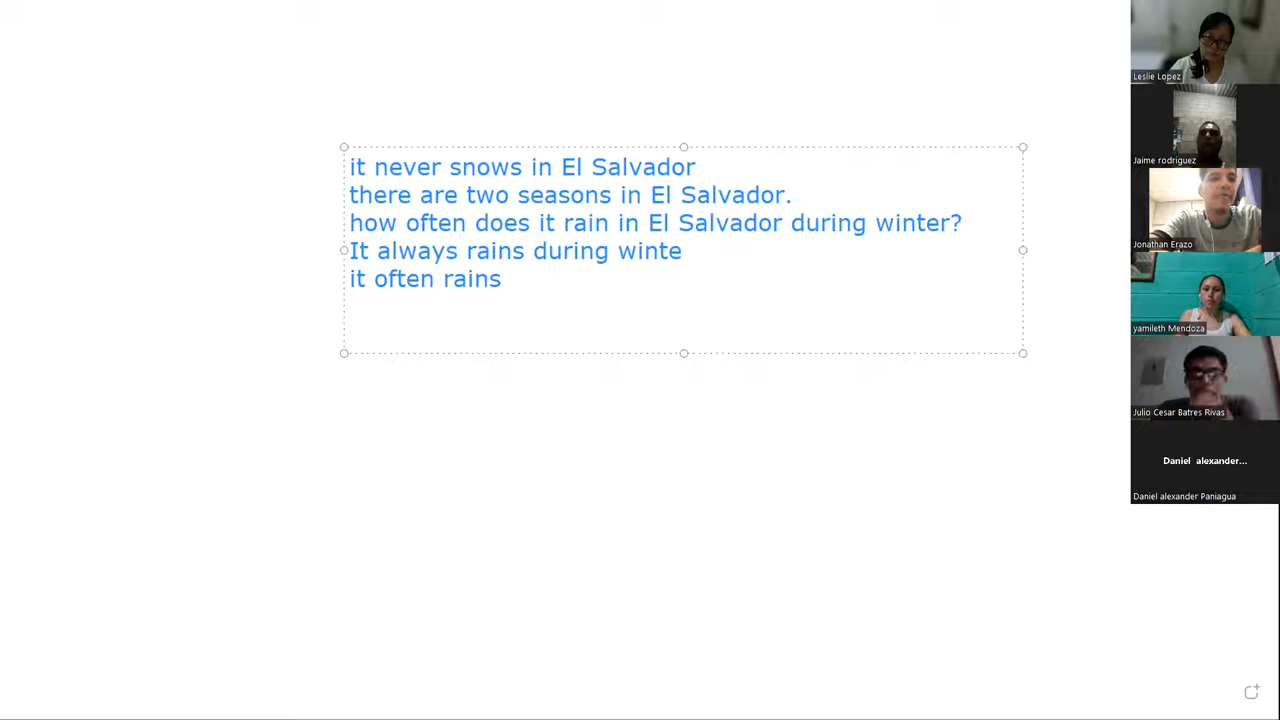 it never snows in El Salvador
there are two seasons in El Salvador.
how often does it rain in El Salvador during winter?
It always rains during winte
it often rains
Leslie Lopez
Jaime rodriguez
Jonathan Erazo
yamileth Mendoza
Julio Cesar Batres Rivas
Daniel alexander...
Daniel alexander Paniagua